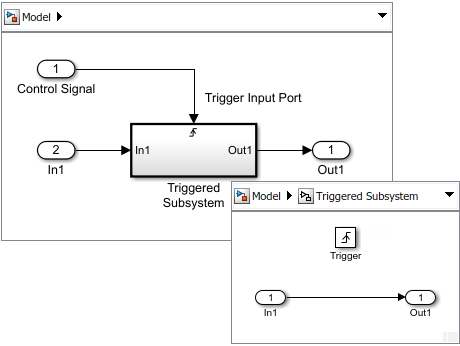 Model
1
Control Signal
Trigger Input Port
2
In1
In1
Out1
1
Out1
Triggered
Subsystem
Model
Triggered Subsystem
Trigger
1
In1
1
Out1